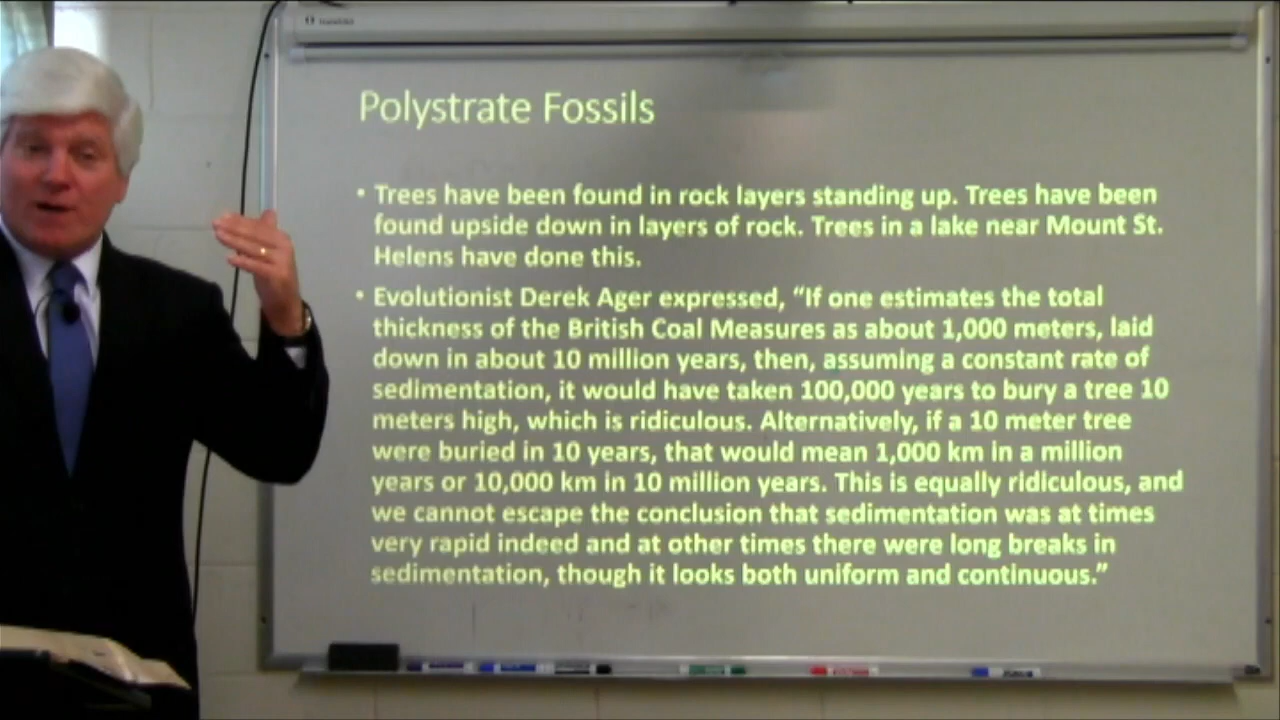 Polystrate Fossils
• Trees have been found in rock layers standing up. Trees have been
found upside down in layers of rock. Trees in a lake near Mount St.
Helens have done this.
• Evolutionist Derek Ager expressed, “If one estimates the total
thickness of the British Coal Measures as about 1,000 meters, laid
down in about 10 million years, then, assuming a constant rate of
sedimentation, it would have taken 100,000 years to bury a tree 10
meters high, which is ridiculous. Alternatively, if a 10 meter tree
were buried in 10 years, that would mean 1,000 km in a million
years or 10,000 km in 10 million years. This is equally ridiculous, and
we cannot escape the conclusion that sedimentation was at times
very rapid indeed and at other times there were long breaks in
sedimentation, though it looks both uniform and continuous.”